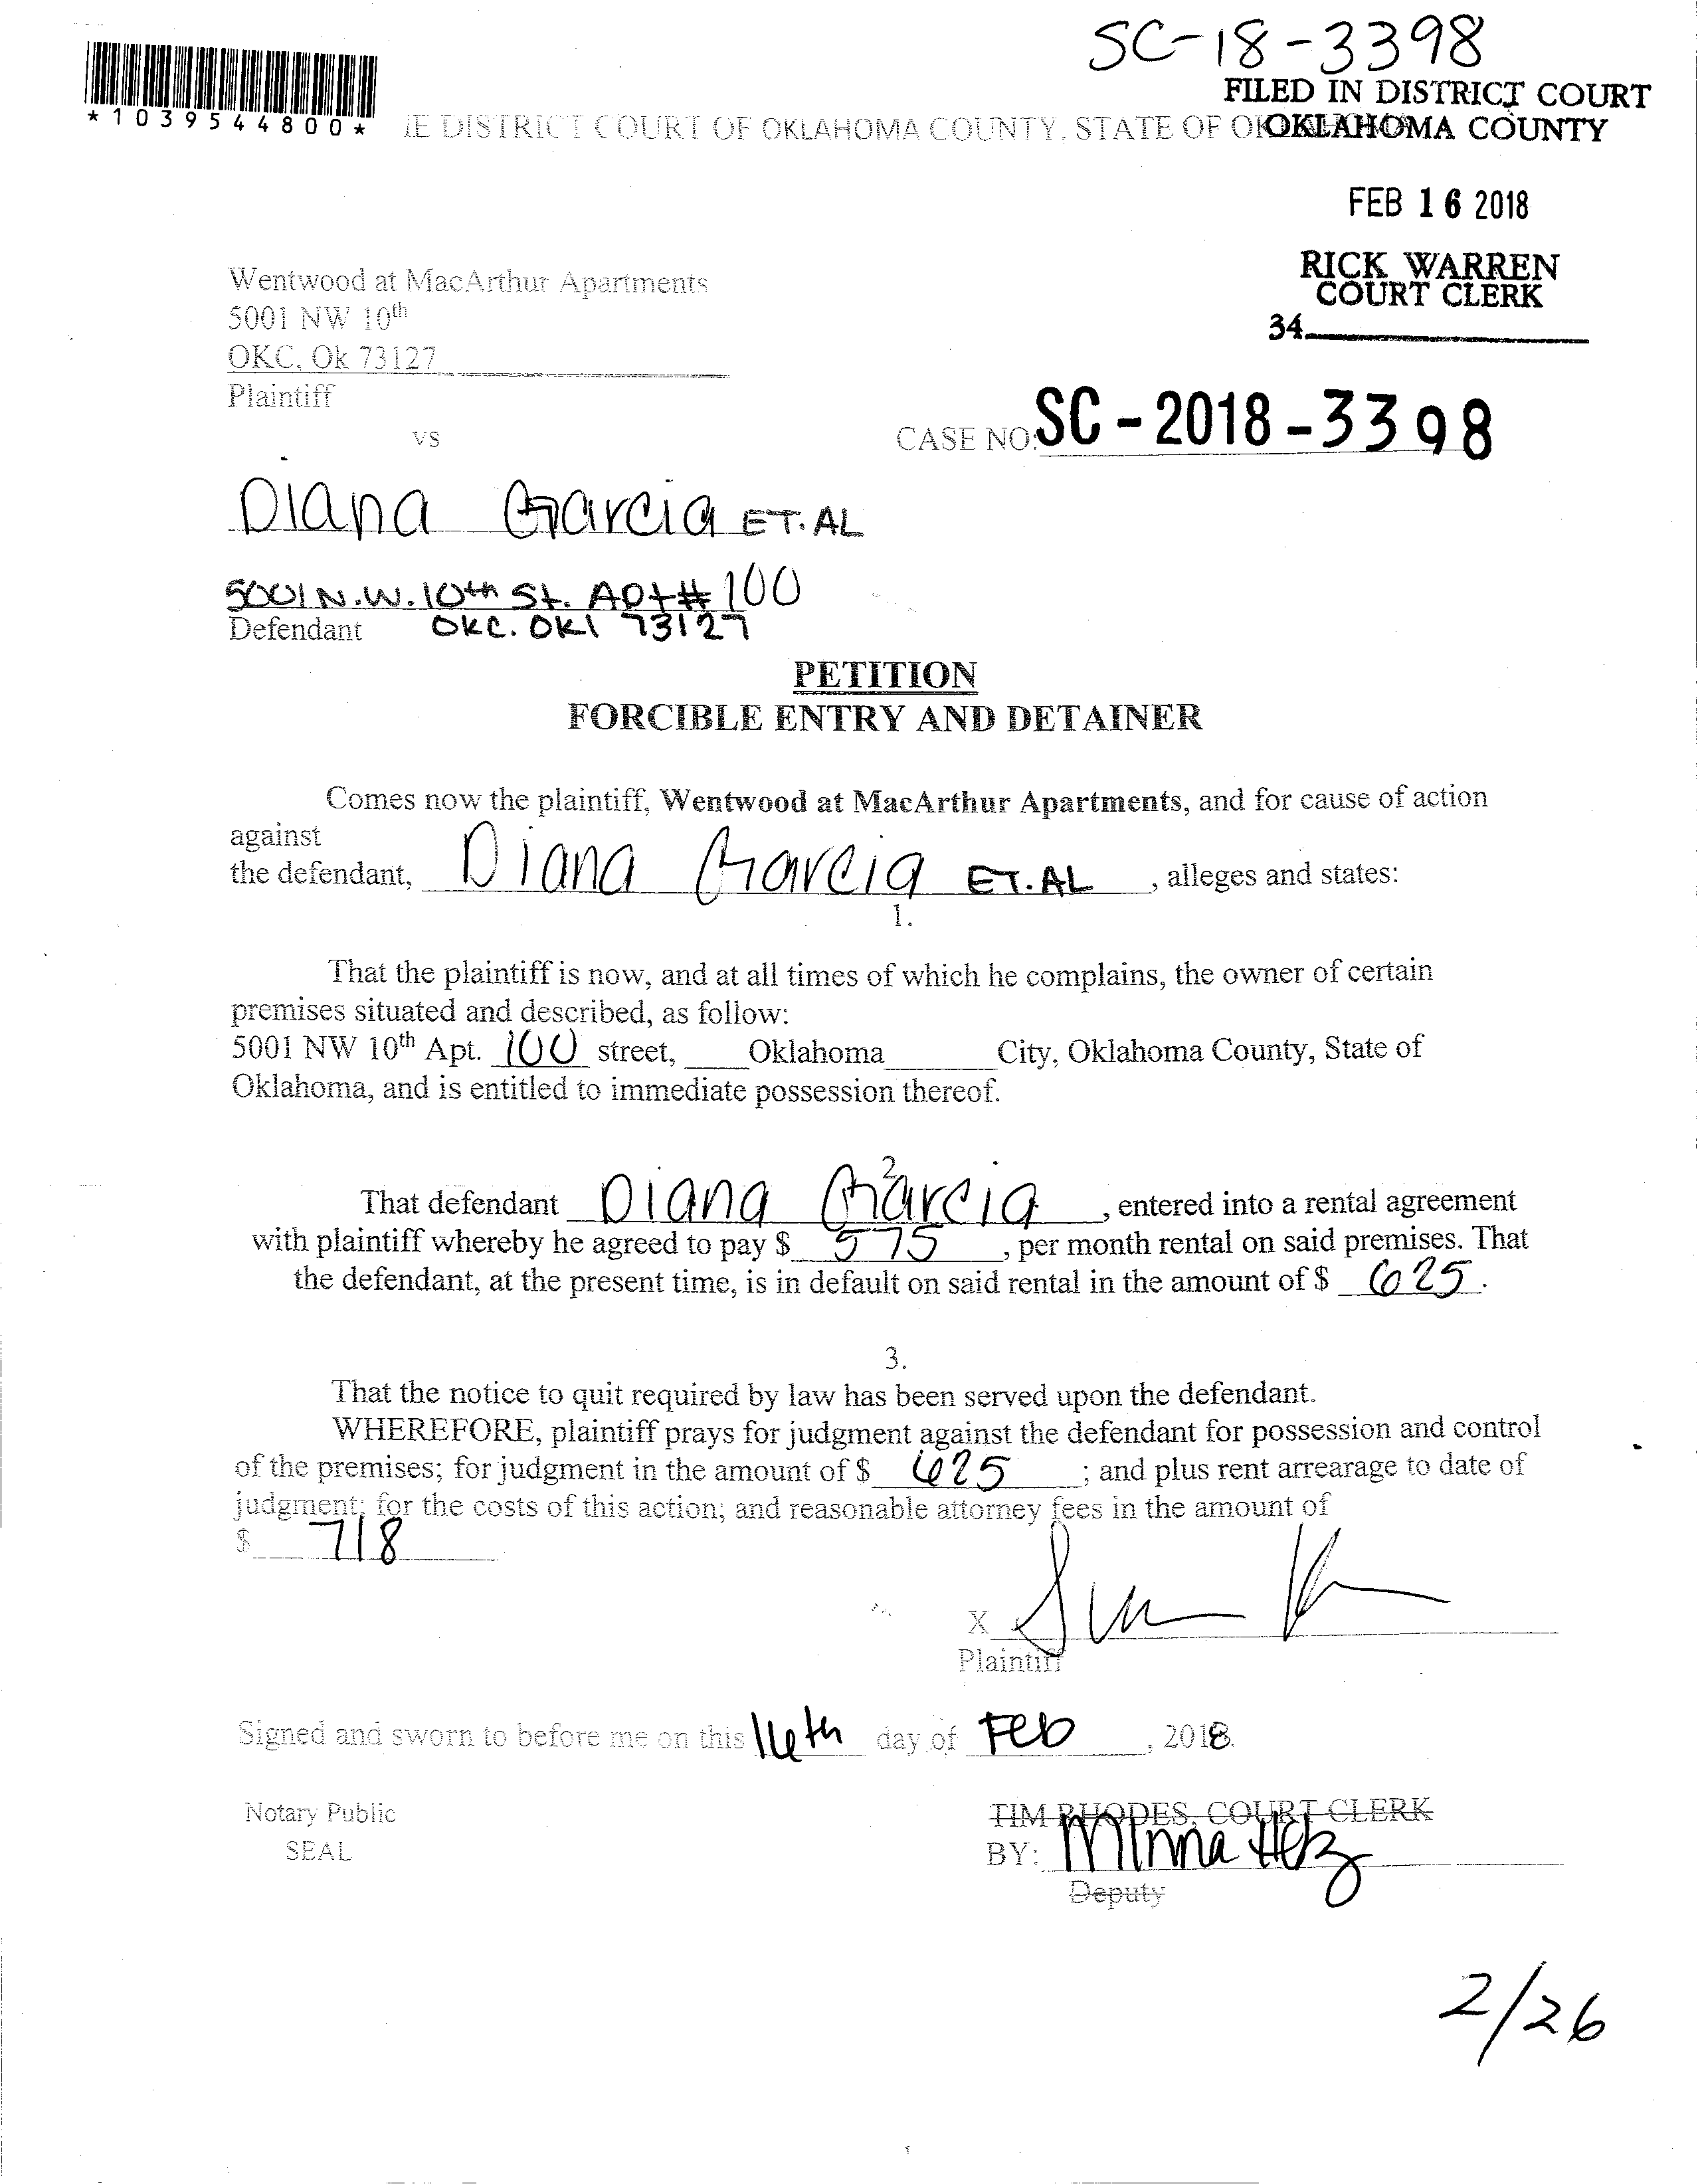 SC-18-3398
FILED IN DISTRICT COURT
OKLAHOMA COUNTY
*1039544800*
IE DISTRICT COURT OF OKLAHOMA COUNTY, STATE OF
FEB 16 2018
RICK WARREN
COURT CLERK
34
Wentwood at MacArthur Apartments
5001 NW 10th
OKC, Ok 73127
Plaintiff
vs
CASE NO: SC-2018-3398
Diana Garcia ET.AL
5001 N.W. 10th St. Apt# 100
Defendant OKC. OKl 73127
PETITION
FORCIBLE ENTRY AND DETAINER
Comes now the plaintiff, Wentwood at MacArthur Apartments, and for cause of action
against
the defendant, Diana Garcia ET.AL, alleges and states:
1.
That the plaintiff is now, and at all times of which he complains, the owner of certain
premises situated and described, as follow:
5001 NW 10th Apt. 100 street, Oklahoma City, Oklahoma County, State of
Oklahoma, and is entitled to immediate possession thereof.
2
That defendant Diana Garcia, entered into a rental agreement
with plaintiff whereby he agreed to pay $ 575, per month rental on said premises. That
the defendant, at the present time, is in default on said rental in the amount of $ 625.
3.
That the notice to quit required by law has been served upon the defendant.
WHEREFORE, plaintiff prays for judgment against the defendant for possession and control
of the premises; for judgment in the amount of $ 625; and plus rent arrearage to date of
judgment; for the costs of this action; and reasonable attorney fees in the amount of
$ 718
X
Plaintiff
Signed and sworn to before me on this 16th day of Feb, 2018.
Notary Public
SEAL
TIM RHODES, COURT CLERK
BY: Minna
Deputy
2/26